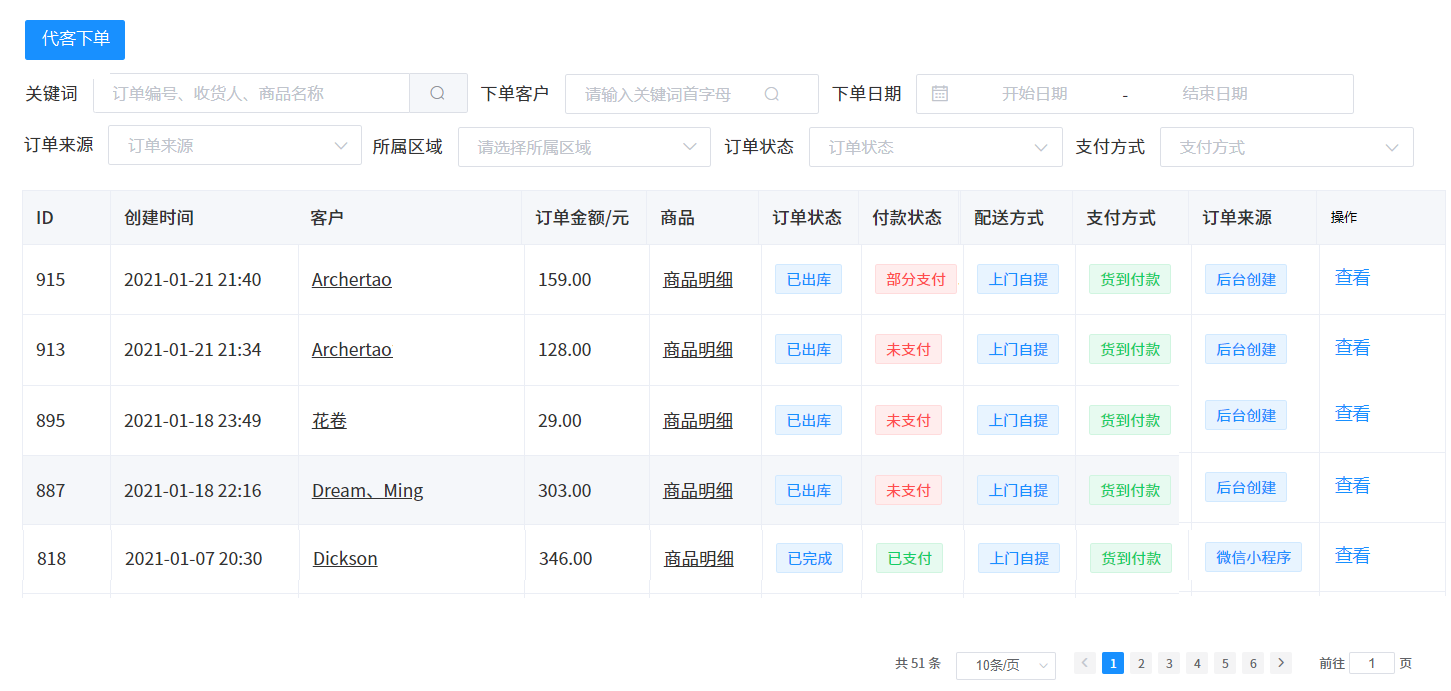 代客下单
关键词 订单编号、收货人、商品名称 下单客户 请输入关键词首字母 下单日期 开始日期 - 结束日期
订单来源 订单来源 所属区域 请选择所属区域 订单状态 订单状态 支付方式 支付方式
ID 创建时间 客户 订单金额/元 商品 订单状态 付款状态 配送方式 支付方式 订单来源 操作
915 2021-01-21 21:40 Archertao 159.00 商品明细 已出库 部分支付 上门自提 货到付款 后台创建 查看
913 2021-01-21 21:34 Archertao 128.00 商品明细 已出库 未支付 上门自提 货到付款 后台创建 查看
895 2021-01-18 23:49 花卷 29.00 商品明细 已出库 未支付 上门自提 货到付款 后台创建 查看
887 2021-01-18 22:16 Dream、Ming 303.00 商品明细 已出库 未支付 上门自提 货到付款 后台创建 查看
818 2021-01-07 20:30 Dickson 346.00 商品明细 已完成 已支付 上门自提 货到付款 微信小程序 查看
共 51 条 10条/页 < 1 2 3 4 5 6 > 前往 1 页